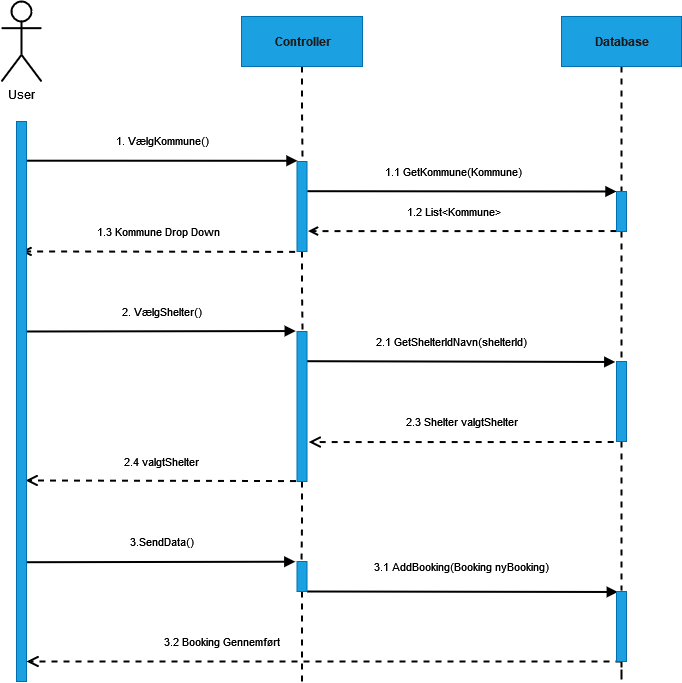 Controller
Database
User
1. VælgKommune()
1.1 GetKommune(Kommune)
1.2 List<Kommune>
1.3 Kommune Drop Down
2. VælgShelter()
2.1 GetShelterIdNavn(shelterId)
2.3 Shelter valgtShelter
2.4 valgtShelter
3.SendData()
3.1 AddBooking(Booking nyBooking)
3.2 Booking Gennemført